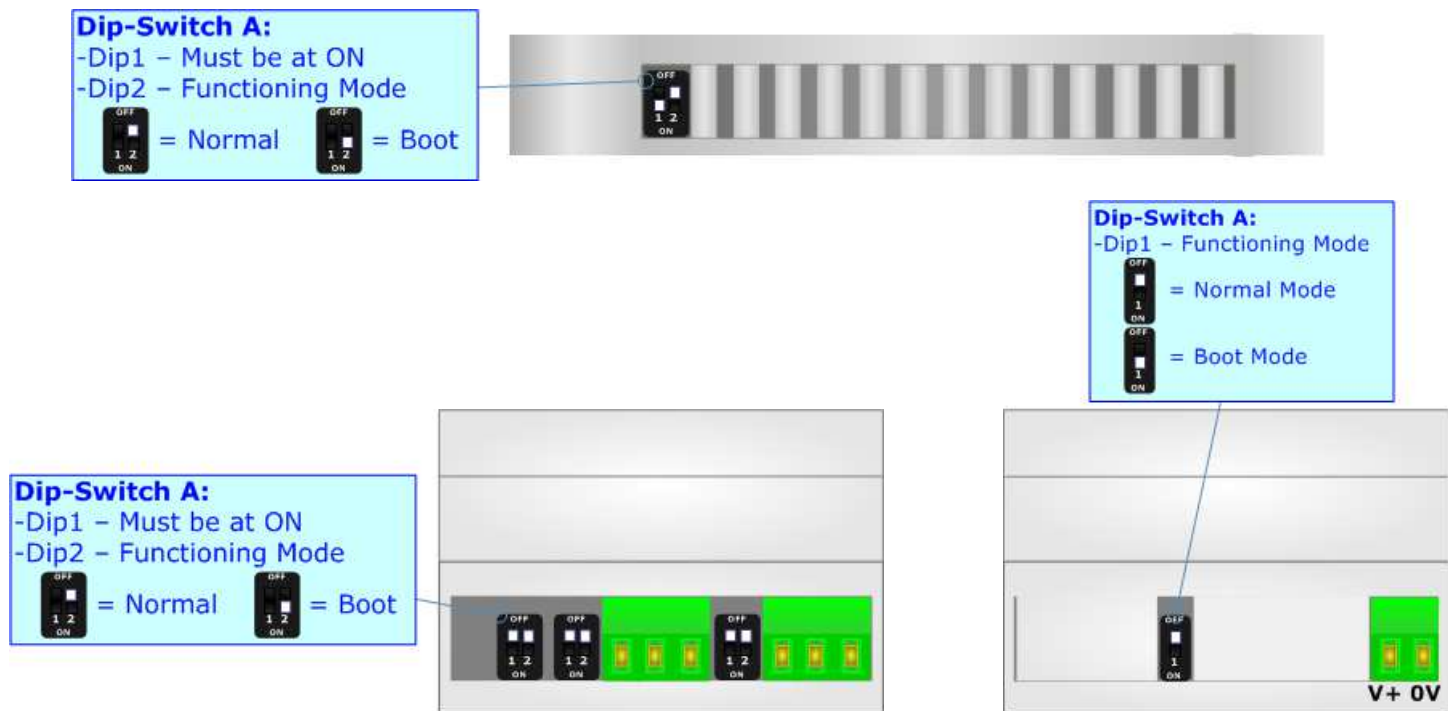 Dip-Switch A:
-Dip1 – Must be at ON
-Dip2 – Functioning Mode
OFF
1 2
ON
= Normal
OFF
1 2
ON
= Boot
OFF
1 2
ON
Dip-Switch A:
-Dip1 – Functioning Mode
OFF
1
ON
= Normal Mode
OFF
1
ON
= Boot Mode
Dip-Switch A:
-Dip1 – Must be at ON
-Dip2 – Functioning Mode
OFF
1 2
ON
= Normal
OFF
1 2
ON
= Boot
OFF
1 2
ON
OFF
1 2
ON
OFF
1 2
ON
OFF
1
ON
V+ 0V